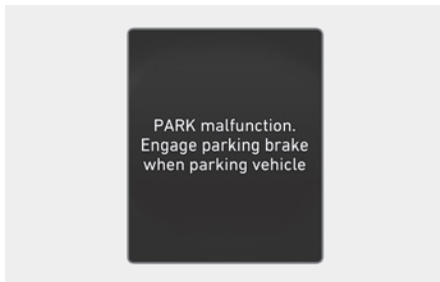 PARK malfunction.
Engage parking brake
when parking vehicle